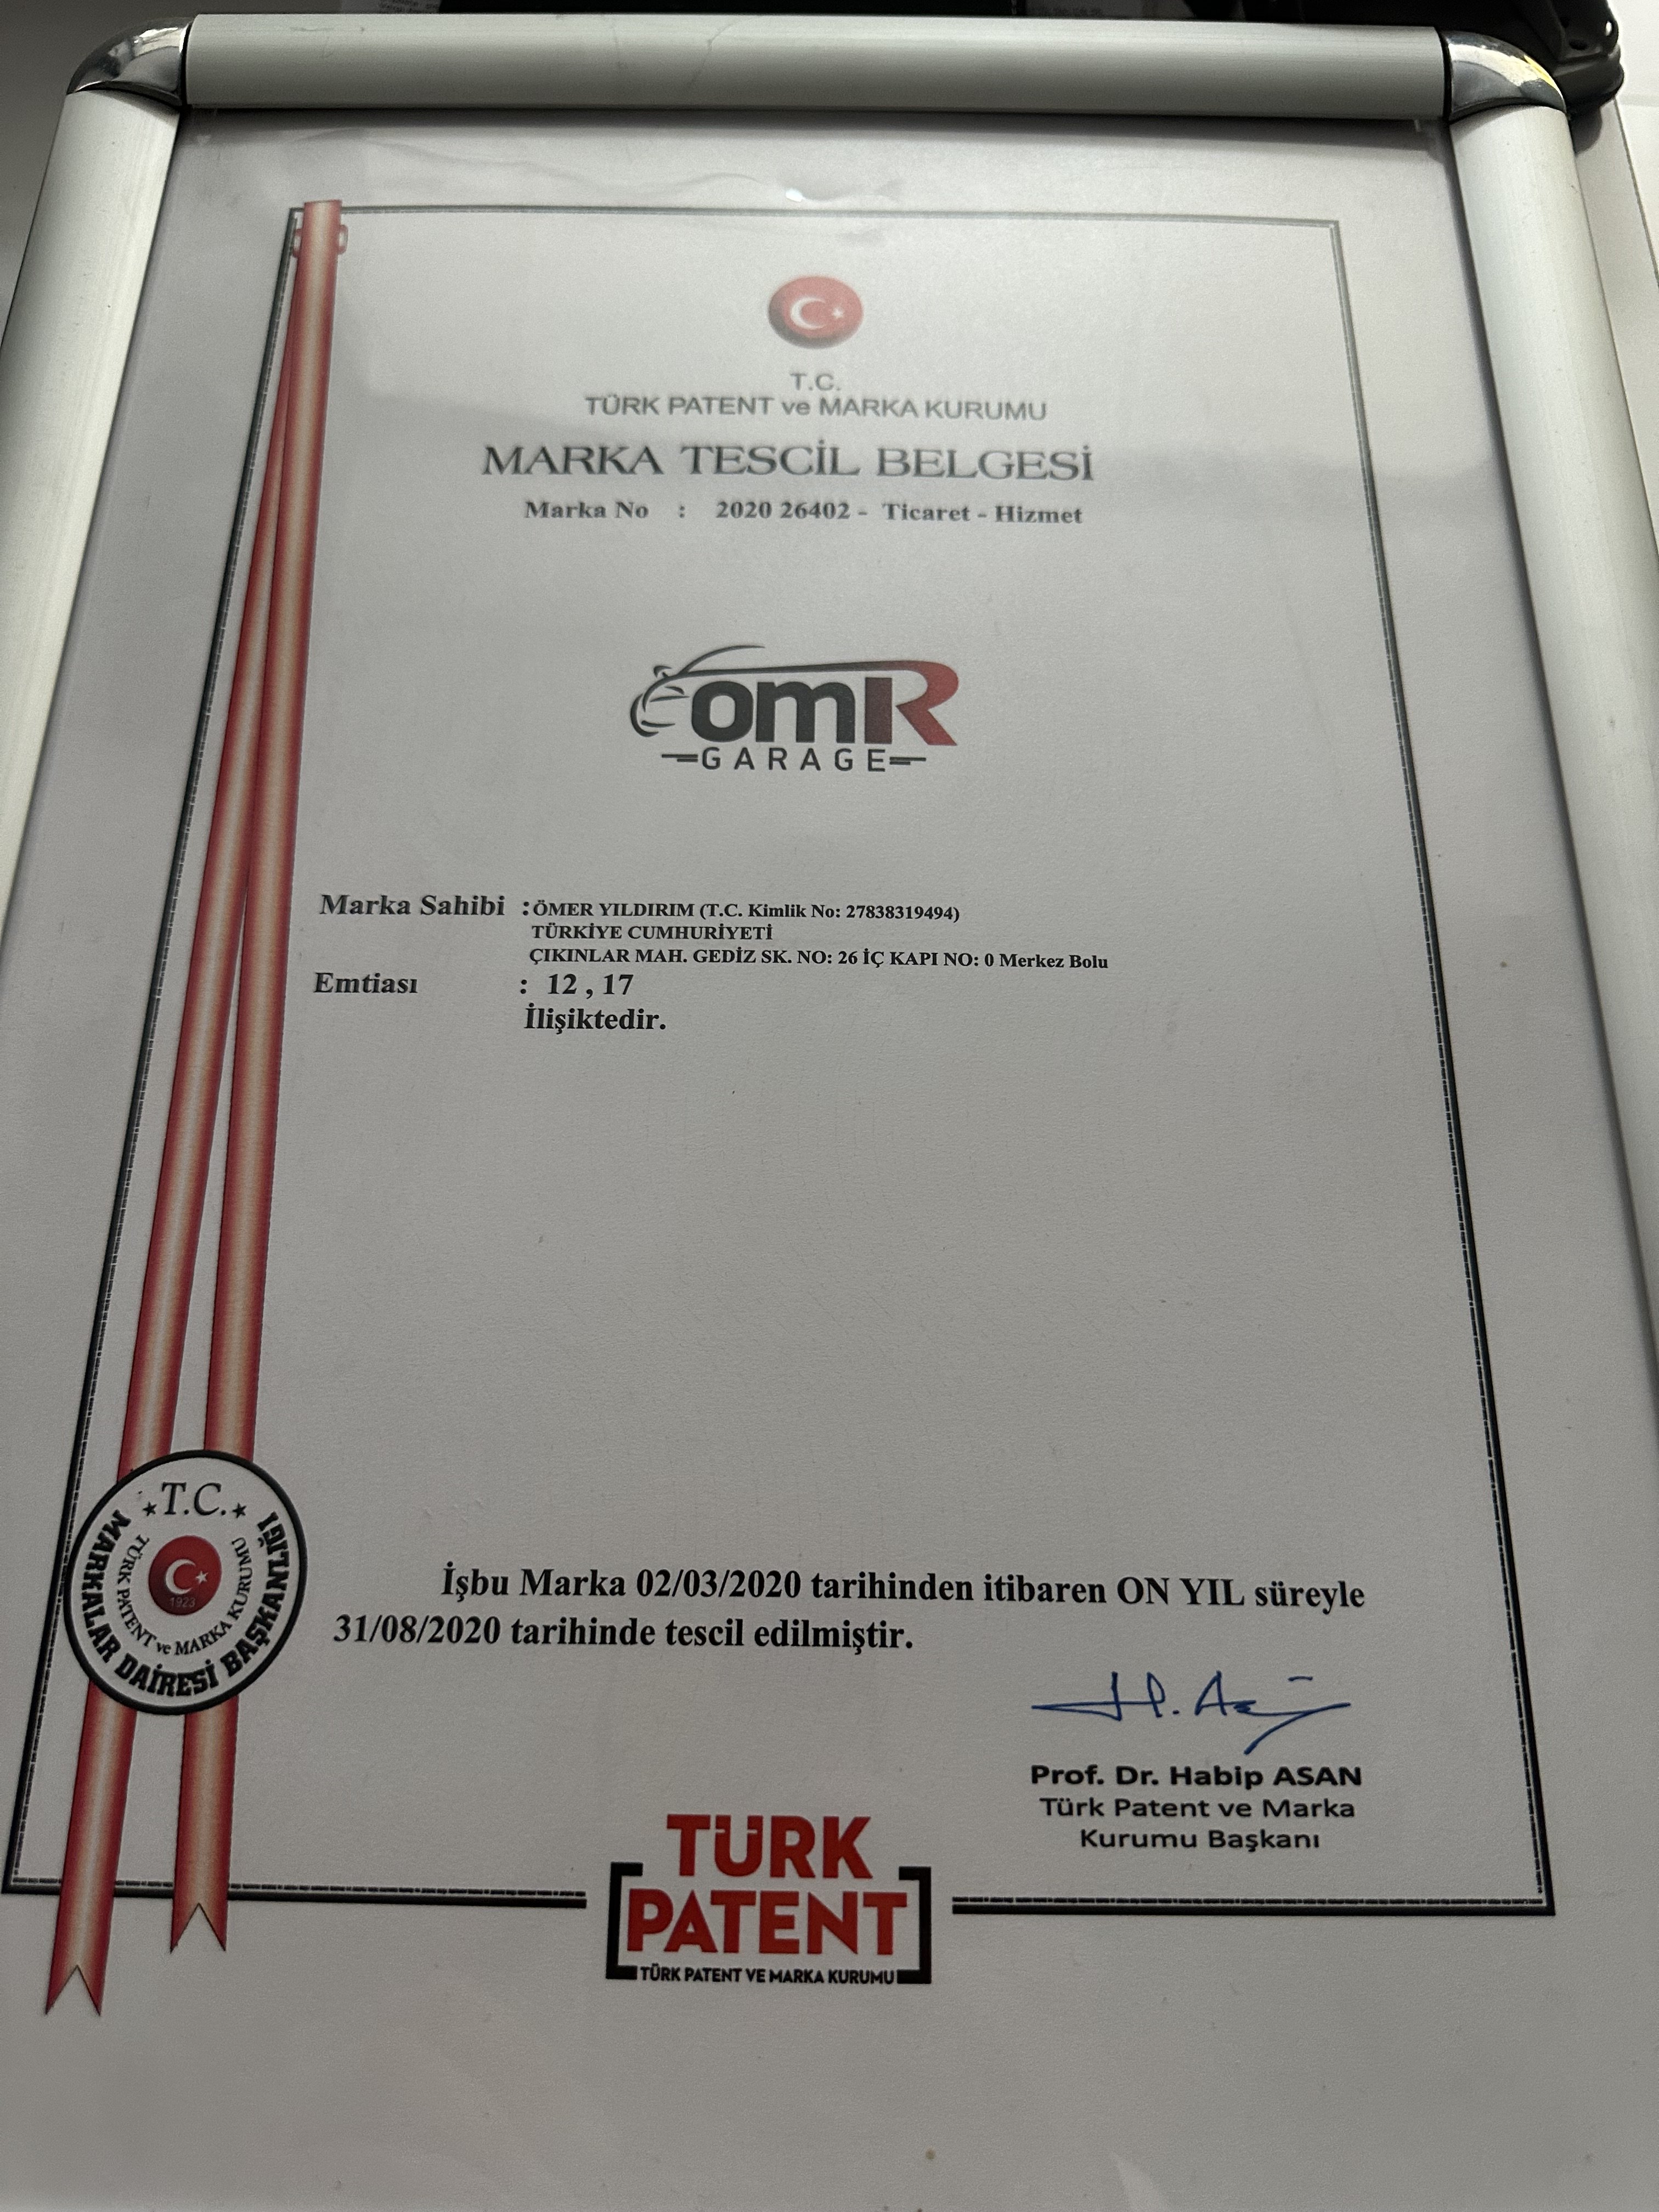 T.C.
TÜRK PATENT ve MARKA KURUMU
MARKA TESCİL BELGESİ
Marka No : 2020 26402 - Ticaret - Hizmet
omR
GARAGE
Marka Sahibi : ÖMER YILDIRIM (T.C. Kimlik No: 27838319494)
TÜRKİYE CUMHURİYETİ
ÇIKINLAR MAH. GEDİZ SK. NO: 26 İÇ KAPI NO: 0 Merkez Bolu
Emtiası : 12 , 17
İlişiktedir.
T.C.
MARKALAR DAİRESİ BAŞKANLIĞI
TÜRK PATENT ve MARKA KURUMU
1923
İşbu Marka 02/03/2020 tarihinden itibaren ON YIL süreyle
31/08/2020 tarihinde tescil edilmiştir.
H. Asan
Prof. Dr. Habip ASAN
Türk Patent ve Marka
Kurumu Başkanı
TÜRK
PATENT
TÜRK PATENT VE MARKA KURUMU